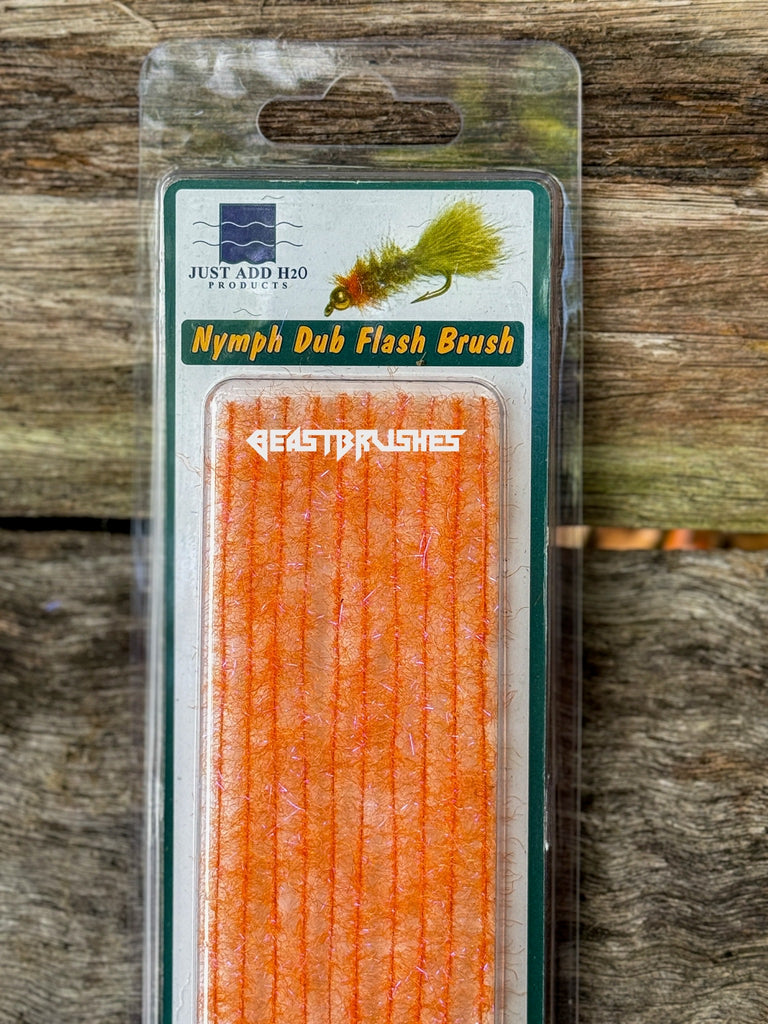 JUST ADD H2O
PRODUCTS
Nymph Dub Flash Brush
BEASTBRUSHES